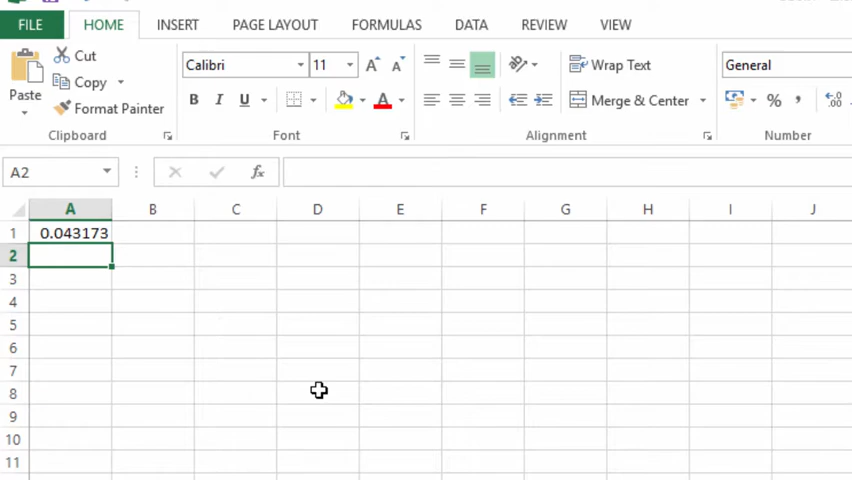 FILE HOME INSERT PAGE LAYOUT FORMULAS DATA REVIEW VIEW
Cut
Copy
Format Painter
Paste
Clipboard
Calibri 11
B I U
Font
Wrap Text
Merge & Center
Alignment
General
% , .00
Number
A2 fx
A B C D E F G H I J
1 0.043173
2
3
4
5
6
7
8
9
10
11